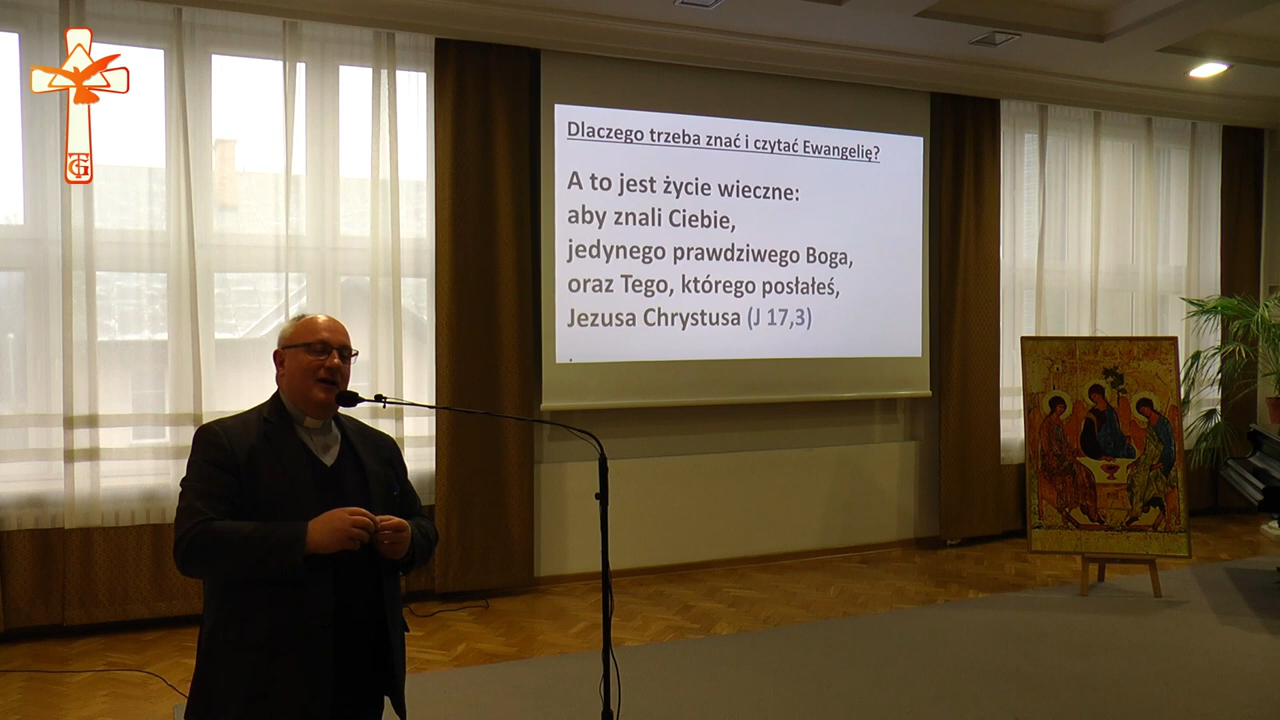 Dlaczego trzeba znać i czytać Ewangelię?
A to jest życie wieczne:
aby znali Ciebie,
jedynego prawdziwego Boga,
oraz Tego, którego posłałeś,
Jezusa Chrystusa (J 17,3)